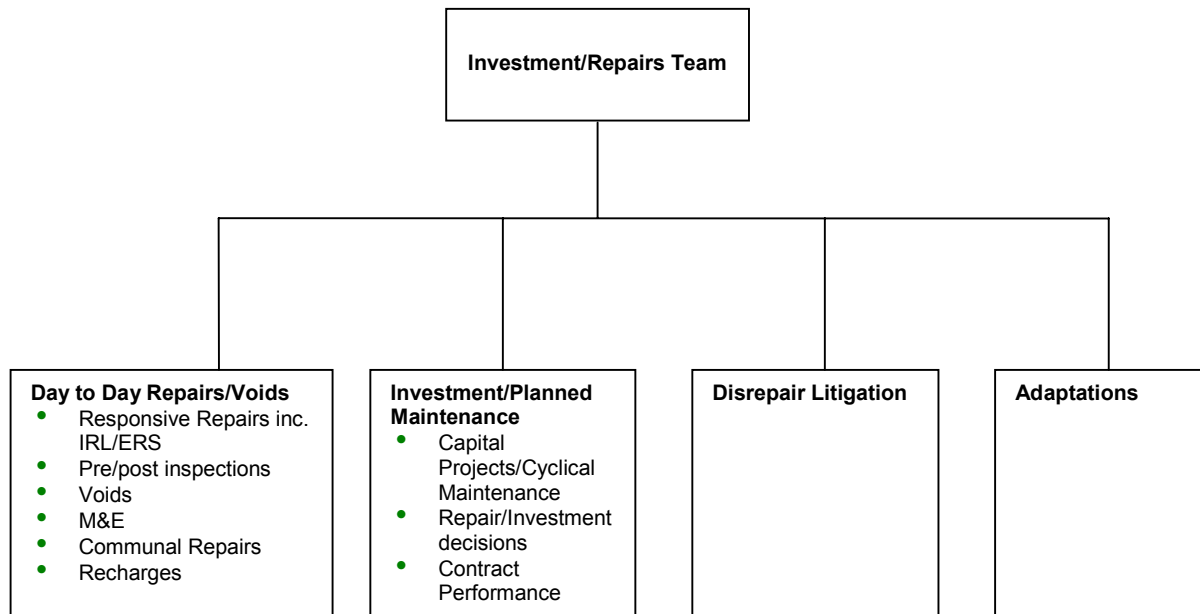 Investment/Repairs Team
Day to Day Repairs/Voids
• Responsive Repairs inc.
IRL/ERS
• Pre/post inspections
• Voids
• M&E
• Communal Repairs
• Recharges
Investment/Planned
Maintenance
• Capital
Projects/Cyclical
Maintenance
• Repair/Investment
decisions
• Contract
Performance
Disrepair Litigation
Adaptations